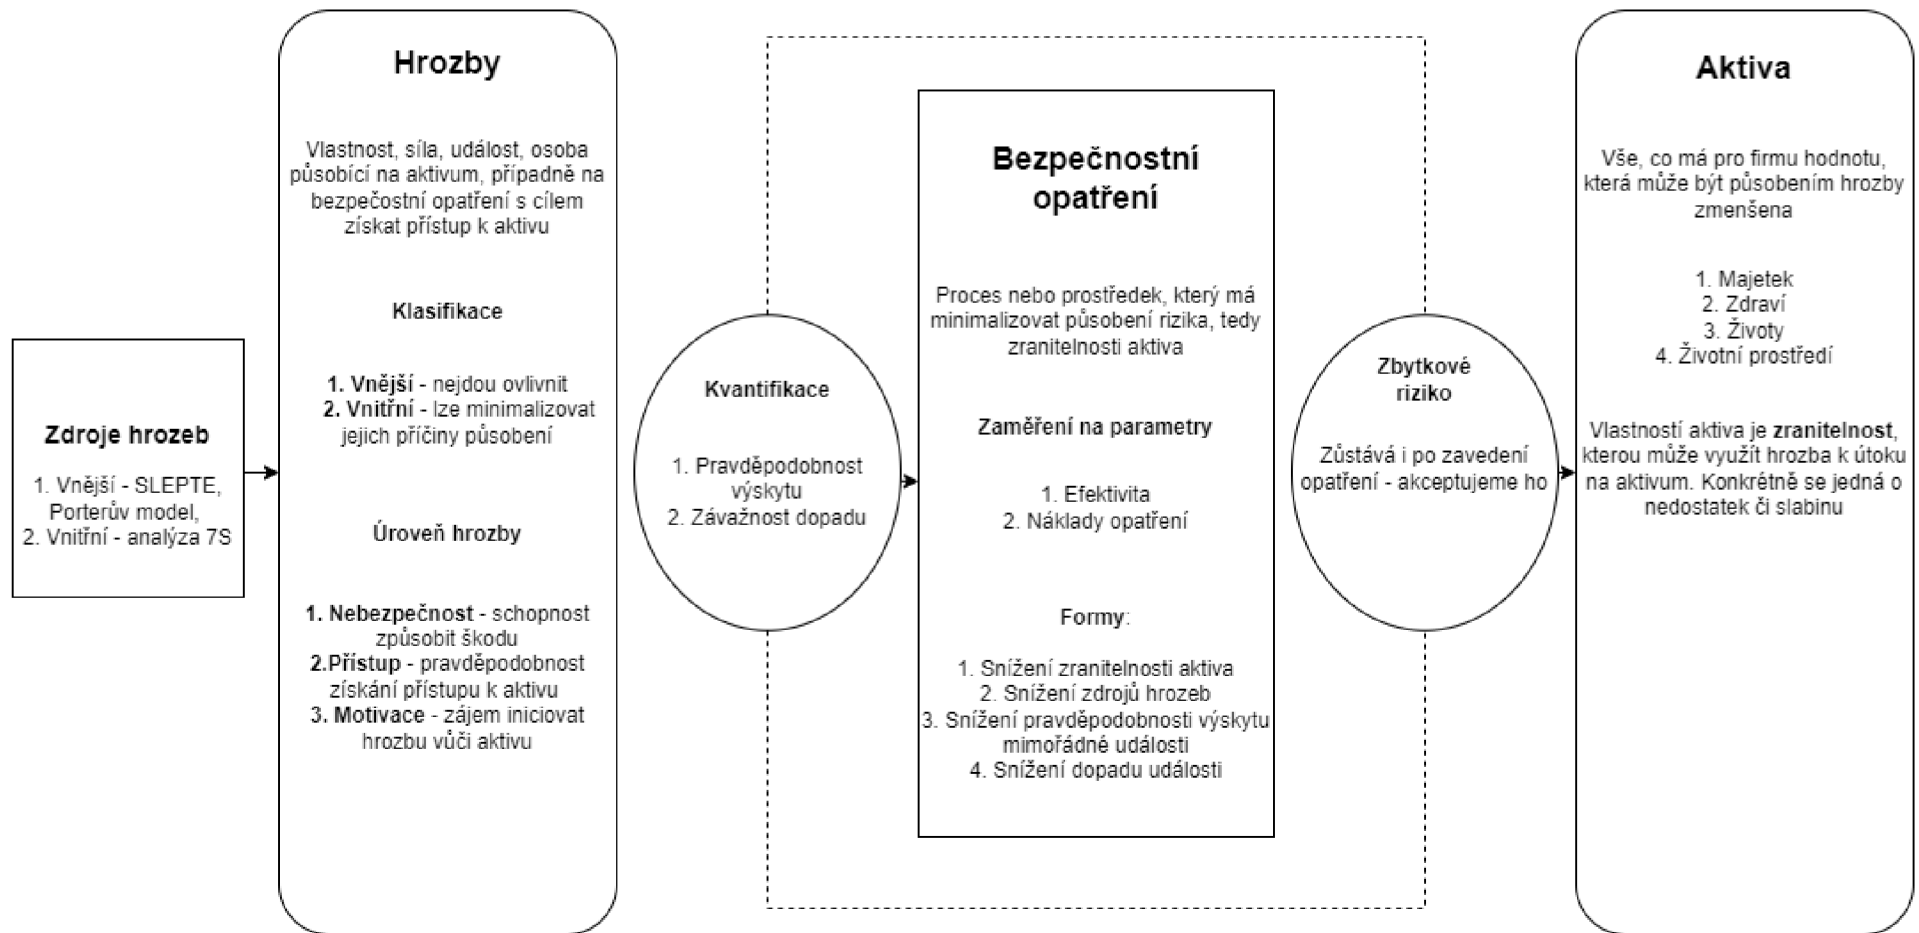 Zdroje hrozeb
1. Vnější - SLEPTE,
Porterův model,
2. Vnitřní - analýza 7S
Hrozby
Vlastnost, síla, událost, osoba
působící na aktivum, případně na
bezpečostní opatření s cílem
získat přístup k aktivu
Klasifikace
1. Vnější - nejdou ovlivnit
2. Vnitřní - lze minimalizovat
jejich příčiny působení
Úroveň hrozby
1. Nebezpečnost - schopnost
způsobit škodu
2.Přístup - pravděpodobnost
získání přístupu k aktivu
3. Motivace - zájem iniciovat
hrozbu vůči aktivu
Kvantifikace
1. Pravděpodobnost
výskytu
2. Závažnost dopadu
Bezpečnostní
opatření
Proces nebo prostředek, který má
minimalizovat působení rizika, tedy
zranitelnosti aktiva
Zaměření na parametry
1. Efektivita
2. Náklady opatření
Formy:
1. Snížení zranitelnosti aktiva
2. Snížení zdrojů hrozeb
3. Snížení pravděpodobnosti výskytu
mimořádné události
4. Snížení dopadu události
Zbytkové
riziko
Zůstává i po zavedení
opatření - akceptujeme ho
Aktiva
Vše, co má pro firmu hodnotu,
která může být působením hrozby
zmenšena
1. Majetek
2. Zdraví
3. Životy
4. Životní prostředí
Vlastností aktiva je zranitelnost,
kterou může využít hrozba k útoku
na aktivum. Konkrétně se jedná o
nedostatek či slabinu